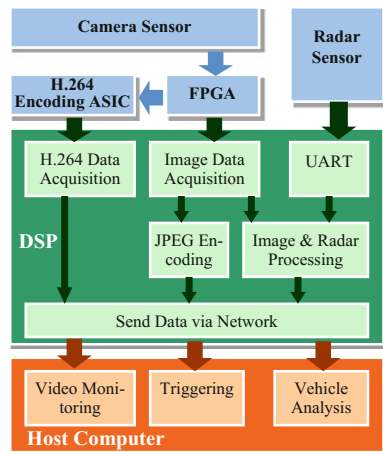 Camera Sensor
Radar
Sensor
H.264
Encoding ASIC
FPGA
H.264 Data
Acquisition
Image Data
Acquisition
UART
DSP
JPEG En-
coding
Image & Radar
Processing
Send Data via Network
Video Moni-
toring
Triggering
Vehicle
Analysis
Host Computer